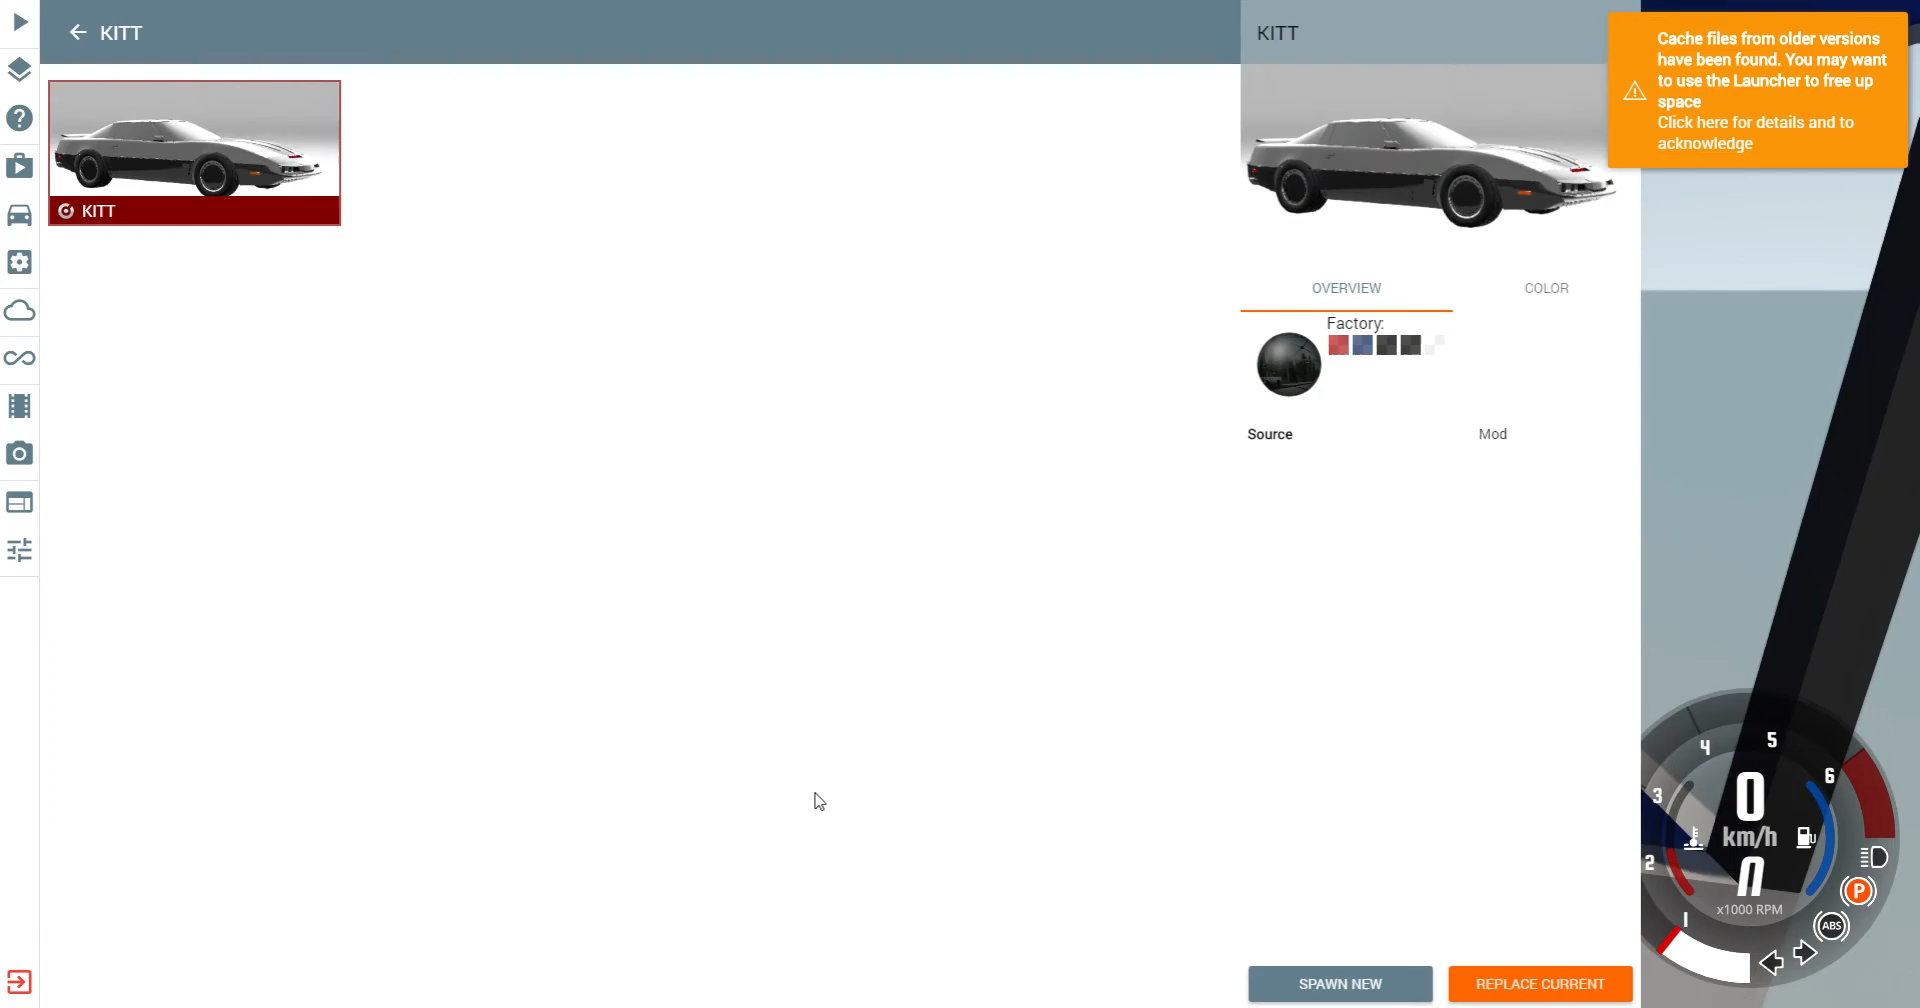 KITT
KITT
KITT
Cache files from older versions
have been found. You may want
to use the Launcher to free up
space
Click here for details and to
acknowledge
OVERVIEW
COLOR
Factory:
Source
Mod
SPAWN NEW
REPLACE CURRENT
1
2
3
4
5
6
0
km/h
n
x1000 RPM
P
ABS